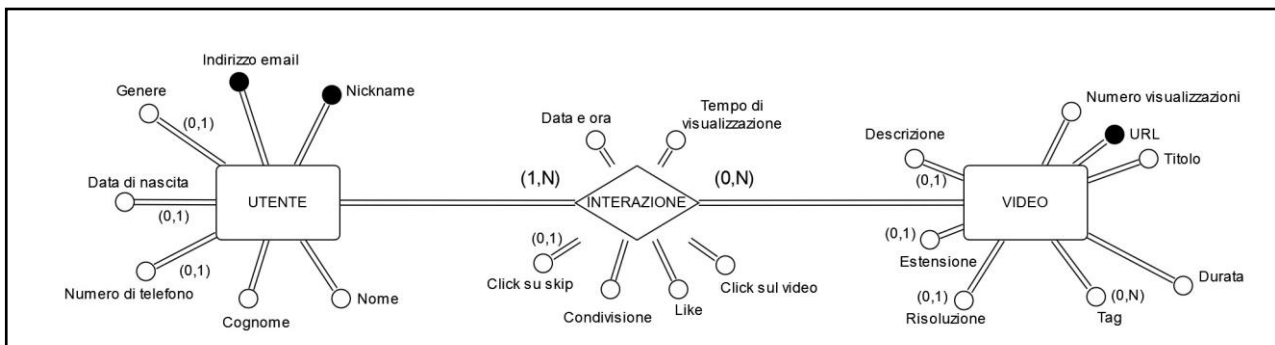 Indirizzo email
Genere
Nickname
(0,1)
Data di nascita
(0,1)
UTENTE
(0,1)
Numero di telefono
Cognome
Nome
Data e ora
Tempo di
visualizzazione
(1,N)
(0,N)
INTERAZIONE
(0,1)
Click su skip
Condivisione
Like
Click sul video
Numero visualizzazioni
Descrizione
URL
Titolo
(0,1)
VIDEO
(0,1)
Estensione
(0,1)
Risoluzione
(0,N)
Tag
Durata